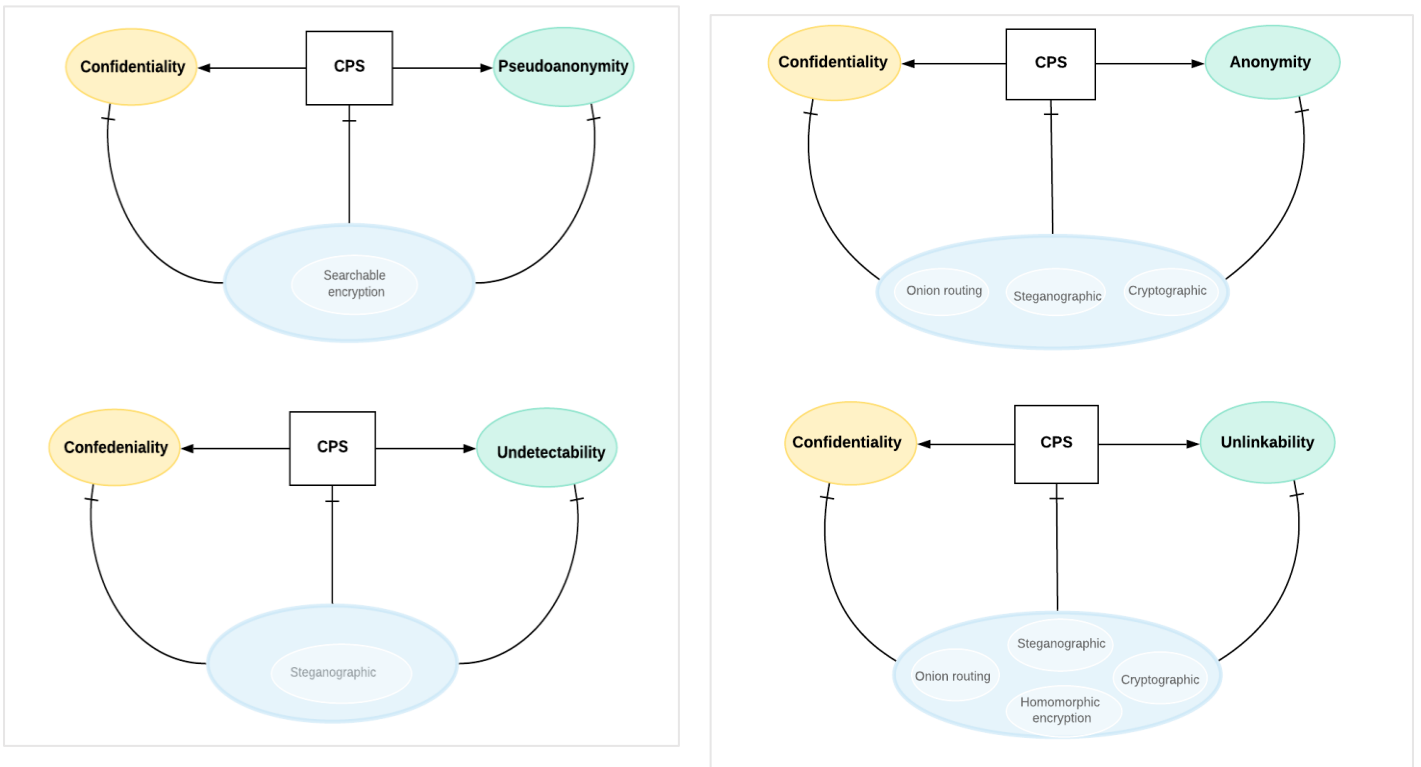 Confidentiality
CPS
Pseudoanonymity
Searchable
encryption
Confedeniality
CPS
Undetectability
Steganographic
Confidentiality
CPS
Anonymity
Onion routing
Steganographic
Cryptographic
Confidentiality
CPS
Unlinkability
Steganographic
Onion routing
Cryptographic
Homomorphic
encryption